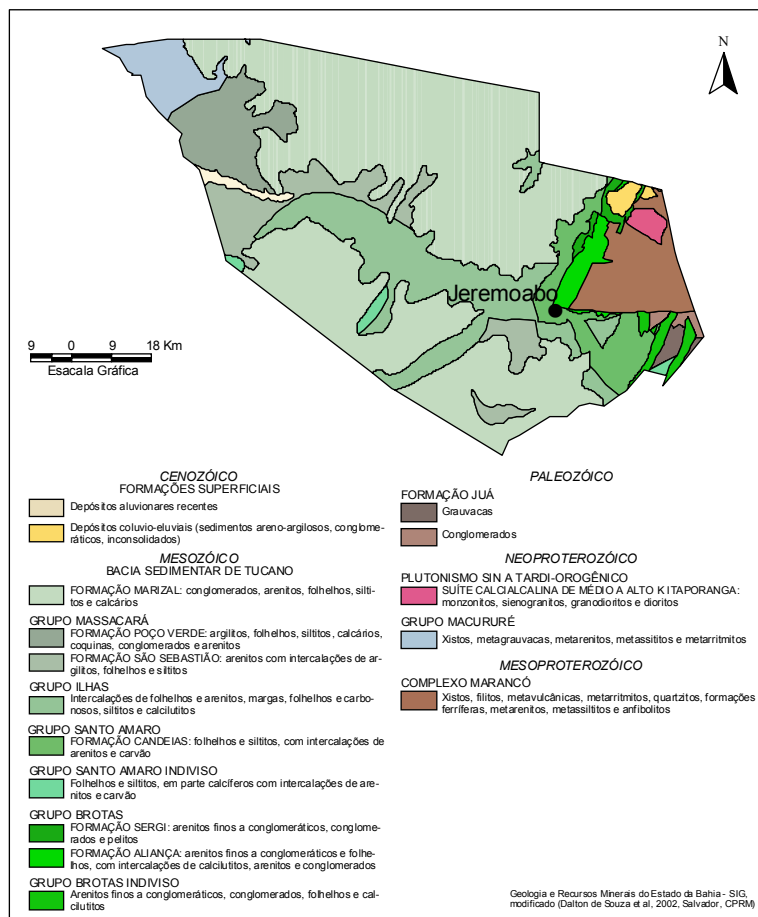 N
Jeremoabo
9 0 9 18 Km
Esacala Gráfica
CENOZÓICO
FORMAÇÕES SUPERFICIAIS
Depósitos aluvionares recentes
Depósitos coluvio-eluviais (sedimentos areno-argilosos, conglome-
ráticos, inconsolidados)
MESOZÓICO
BACIA SEDIMENTAR DE TUCANO
FORMAÇÃO MARIZAL: conglomerados, arenitos, folhelhos, silti-
tos e calcários
GRUPO MASSACARÁ
FORMAÇÃO POÇO VERDE: argilitos, folhelhos, siltitos, calcários,
coquinas, conglomerados e arenitos
FORMAÇÃO SÃO SEBASTIÃO: arenitos com intercalações de ar-
gilitos, folhelhos e siltitos
GRUPO ILHAS
Intercalações de folhelhos e arenitos, margas, folhelhos e carbo-
nosos, siltitos e calcilutitos
GRUPO SANTO AMARO
FORMAÇÃO CANDEIAS: folhelhos e siltitos, com intercalações de
arenitos e carvão
GRUPO SANTO AMARO INDIVISO
Folhelhos e siltitos, em parte calcíferos com intercalações de are-
nitos e carvão
GRUPO BROTAS
FORMAÇÃO SERGI: arenitos finos a conglomeráticos, conglome-
rados e pelitos
FORMAÇÃO ALIANÇA: arenitos finos a conglomeráticos e folhe-
lhos, com intercalações de calcilutitos, arenitos e conglomerados
GRUPO BROTAS INDIVISO
Arenitos finos a conglomeráticos, conglomerados, folhelhos e cal-
cilutitos
PALEOZÓICO
FORMAÇÃO JUÁ
Grauvacas
Conglomerados
NEOPROTEROZÓICO
PLUTONISMO SIN A TARDI-OROGÊNICO
SUÍTE CALCIALCALINA DE MÉDIO A ALTO K ITAPORANGA:
monzonitos, sienogranitos, granodioritos e dioritos
GRUPO MACURURÉ
Xistos, metagrauvacas, metarenitos, metassititos e metarritmitos
MESOPROTEROZÓICO
COMPLEXO MARANCÓ
Xistos, filitos, metavulcânicas, metarritmitos, quartzitos, formações
ferríferas, metarenitos, metassiltitos e anfibolitos
Geologia e Recursos Minerais do Estado da Bahia - SIG,
modificado (Dalton de Souza et al, 2002, Salvador, CPRM)